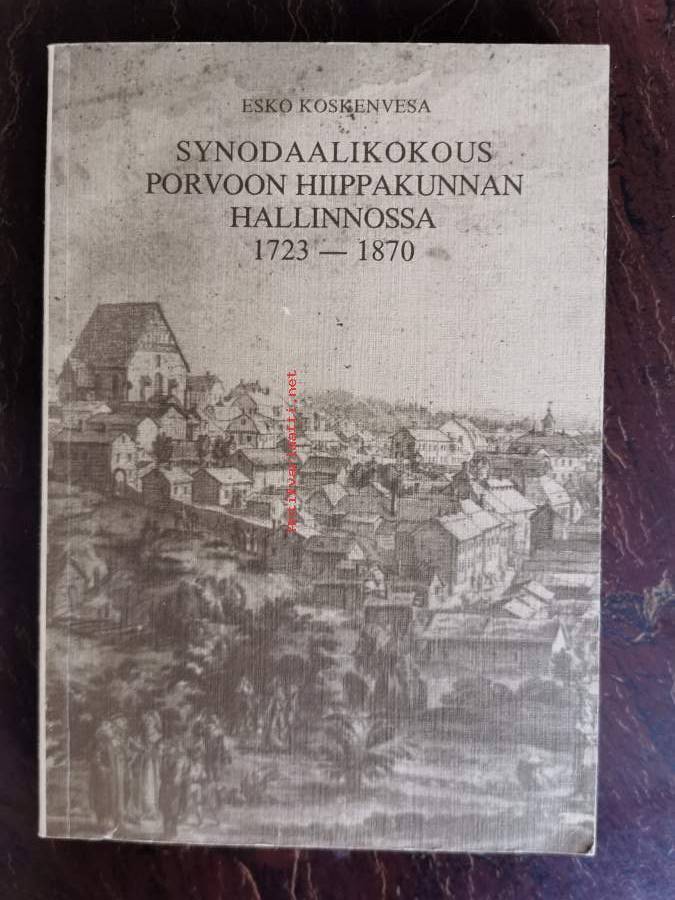 ESKO KOSKENVESA
SYNODAALIKOKOUS
PORVOON HIIPPAKUNNAN
HALLINNOSSA
1723 — 1870